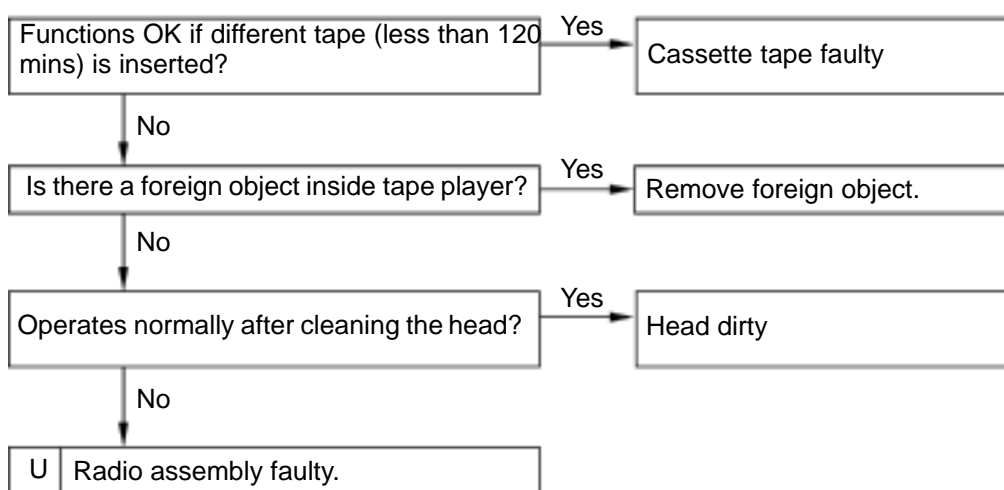 Functions OK if different tape (less than 120
mins) is inserted?
Yes
Cassette tape faulty
No
Is there a foreign object inside tape player?
Yes
Remove foreign object.
No
Operates normally after cleaning the head?
Yes
Head dirty
No
U
Radio assembly faulty.